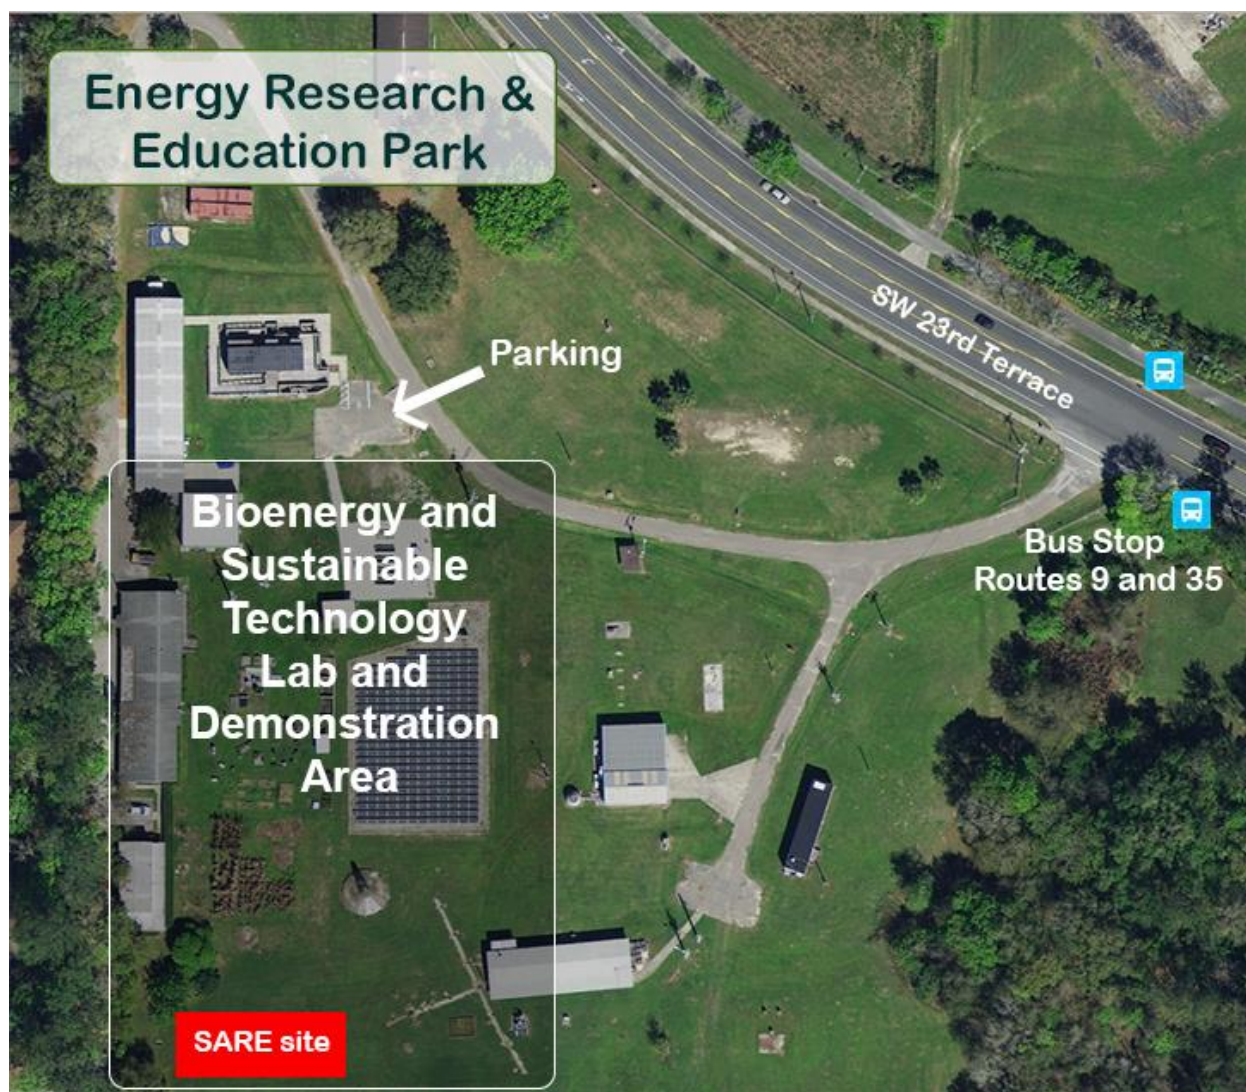 Energy Research &
Education Park
Parking
SW 23rd Terrace
Bus Stop
Routes 9 and 35
Bioenergy and
Sustainable
Technology
Lab and
Demonstration
Area
SARE site